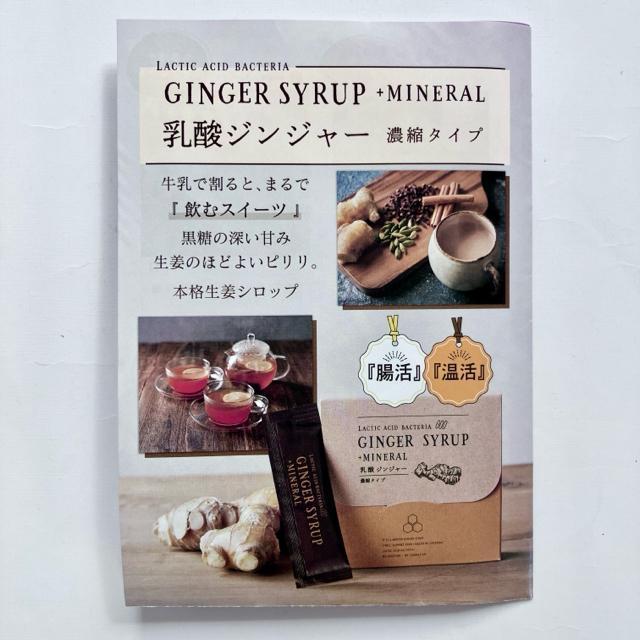 LACTIC ACID BACTERIA
GINGER SYRUP +MINERAL
乳酸ジンジャー 濃縮タイプ
牛乳で割ると、まるで
『飲むスイーツ』
黒糖の深い甘み
生姜のほどよいピリリ。
本格生姜シロップ
『腸活』
『温活』
LACTIC ACID BACTERIA
GINGER SYRUP
+MINERAL
乳酸ジンジャー
濃縮タイプ
LACTIC ACID BACTERIA
GINGER SYRUP
+MINERAL